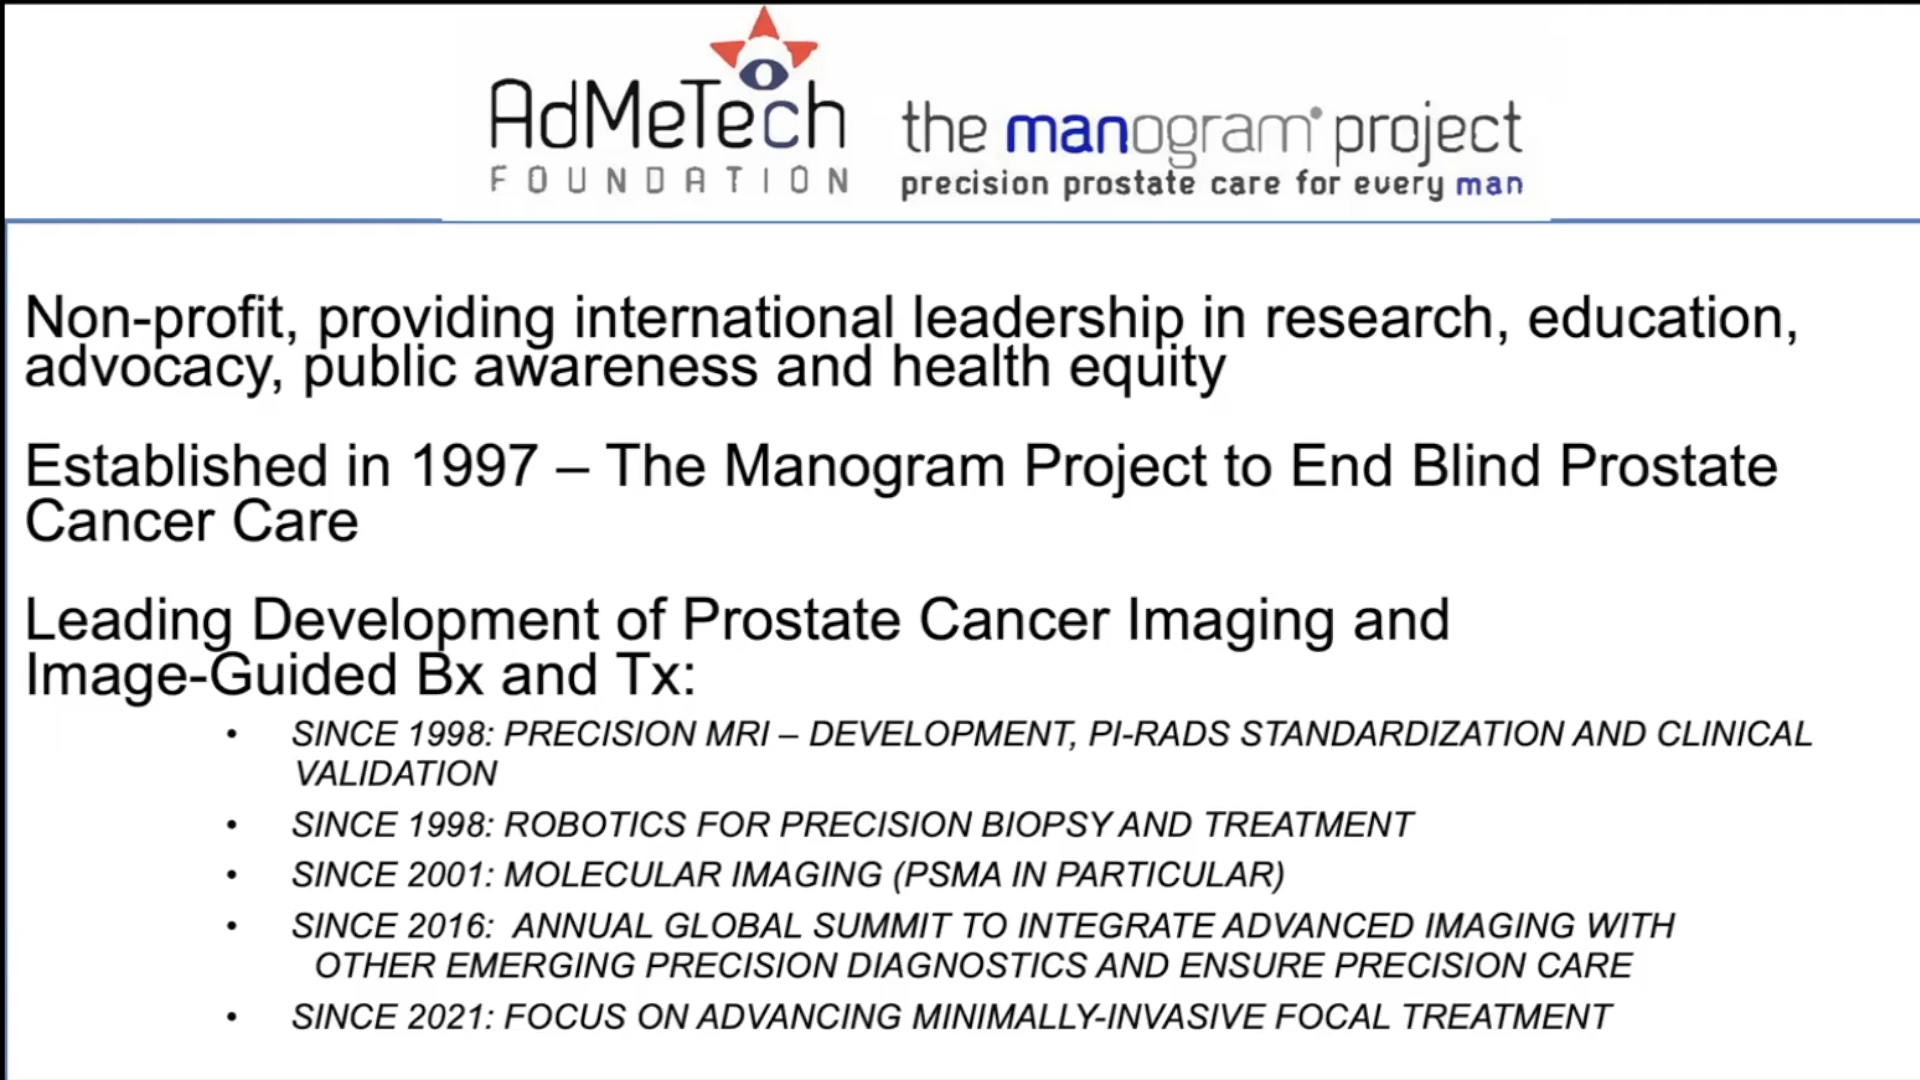 AdMeTech
FOUNDATION
the manogram® project
precision prostate care for every man
Non-profit, providing international leadership in research, education,
advocacy, public awareness and health equity
Established in 1997 – The Manogram Project to End Blind Prostate
Cancer Care
Leading Development of Prostate Cancer Imaging and
Image-Guided Bx and Tx:
• SINCE 1998: PRECISION MRI – DEVELOPMENT, PI-RADS STANDARDIZATION AND CLINICAL
VALIDATION
• SINCE 1998: ROBOTICS FOR PRECISION BIOPSY AND TREATMENT
• SINCE 2001: MOLECULAR IMAGING (PSMA IN PARTICULAR)
• SINCE 2016: ANNUAL GLOBAL SUMMIT TO INTEGRATE ADVANCED IMAGING WITH
OTHER EMERGING PRECISION DIAGNOSTICS AND ENSURE PRECISION CARE
• SINCE 2021: FOCUS ON ADVANCING MINIMALLY-INVASIVE FOCAL TREATMENT